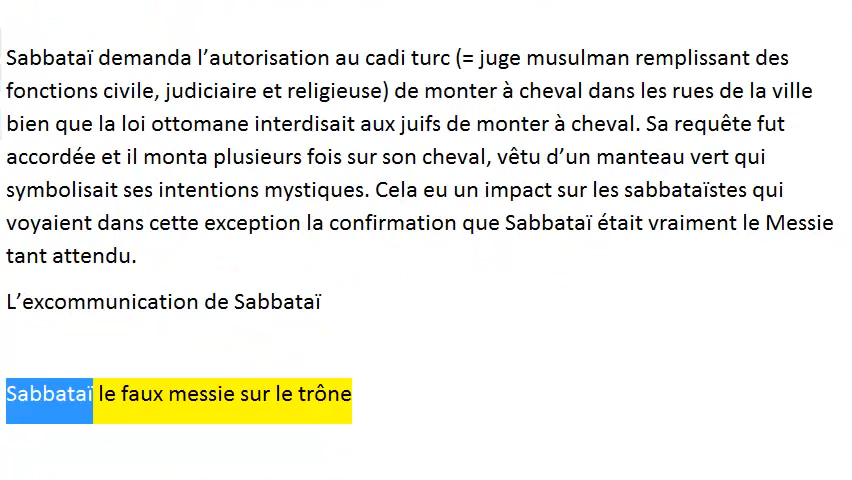 Sabbataï demanda l’autorisation au cadi turc (= juge musulman remplissant des
fonctions civile, judiciaire et religieuse) de monter à cheval dans les rues de la ville
bien que la loi ottomane interdisait aux juifs de monter à cheval. Sa requête fut
accordée et il monta plusieurs fois sur son cheval, vêtu d’un manteau vert qui
symbolisait ses intentions mystiques. Cela eu un impact sur les sabbataïstes qui
voyaient dans cette exception la confirmation que Sabbataï était vraiment le Messie
tant attendu.
L’excommunication de Sabbataï
Sabbataï le faux messie sur le trône